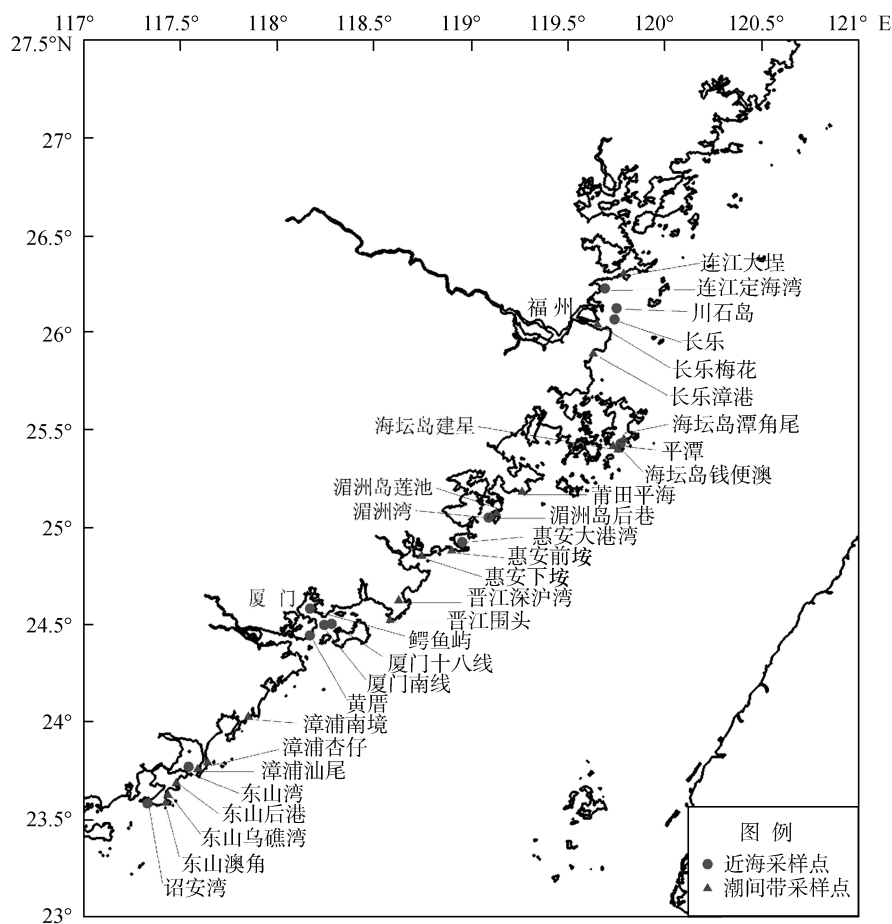 117° 117.5° 118° 118.5° 119° 119.5° 120° 120.5° 121° E
27.5°N
27°
26.5°
连江大埕
连江定海湾
福州
川石岛
26°
长乐
长乐梅花
长乐漳港
25.5°
海坛岛建星
海坛岛潭角尾
平潭
海坛岛钱便澳
湄洲岛莲池
莆田平海
湄洲湾
湄洲岛后巷
25°
惠安大港湾
惠安前垵
惠安下垵
厦门
晋江深沪湾
24.5°
晋江围头
鳄鱼屿
厦门十八线
厦门南线
黄厝
24°
漳浦南境
漳浦杏仔
漳浦汕尾
东山湾
23.5°
东山后港
东山乌礁湾
东山澳角
诏安湾
23°
图例
近海采样点
潮间带采样点